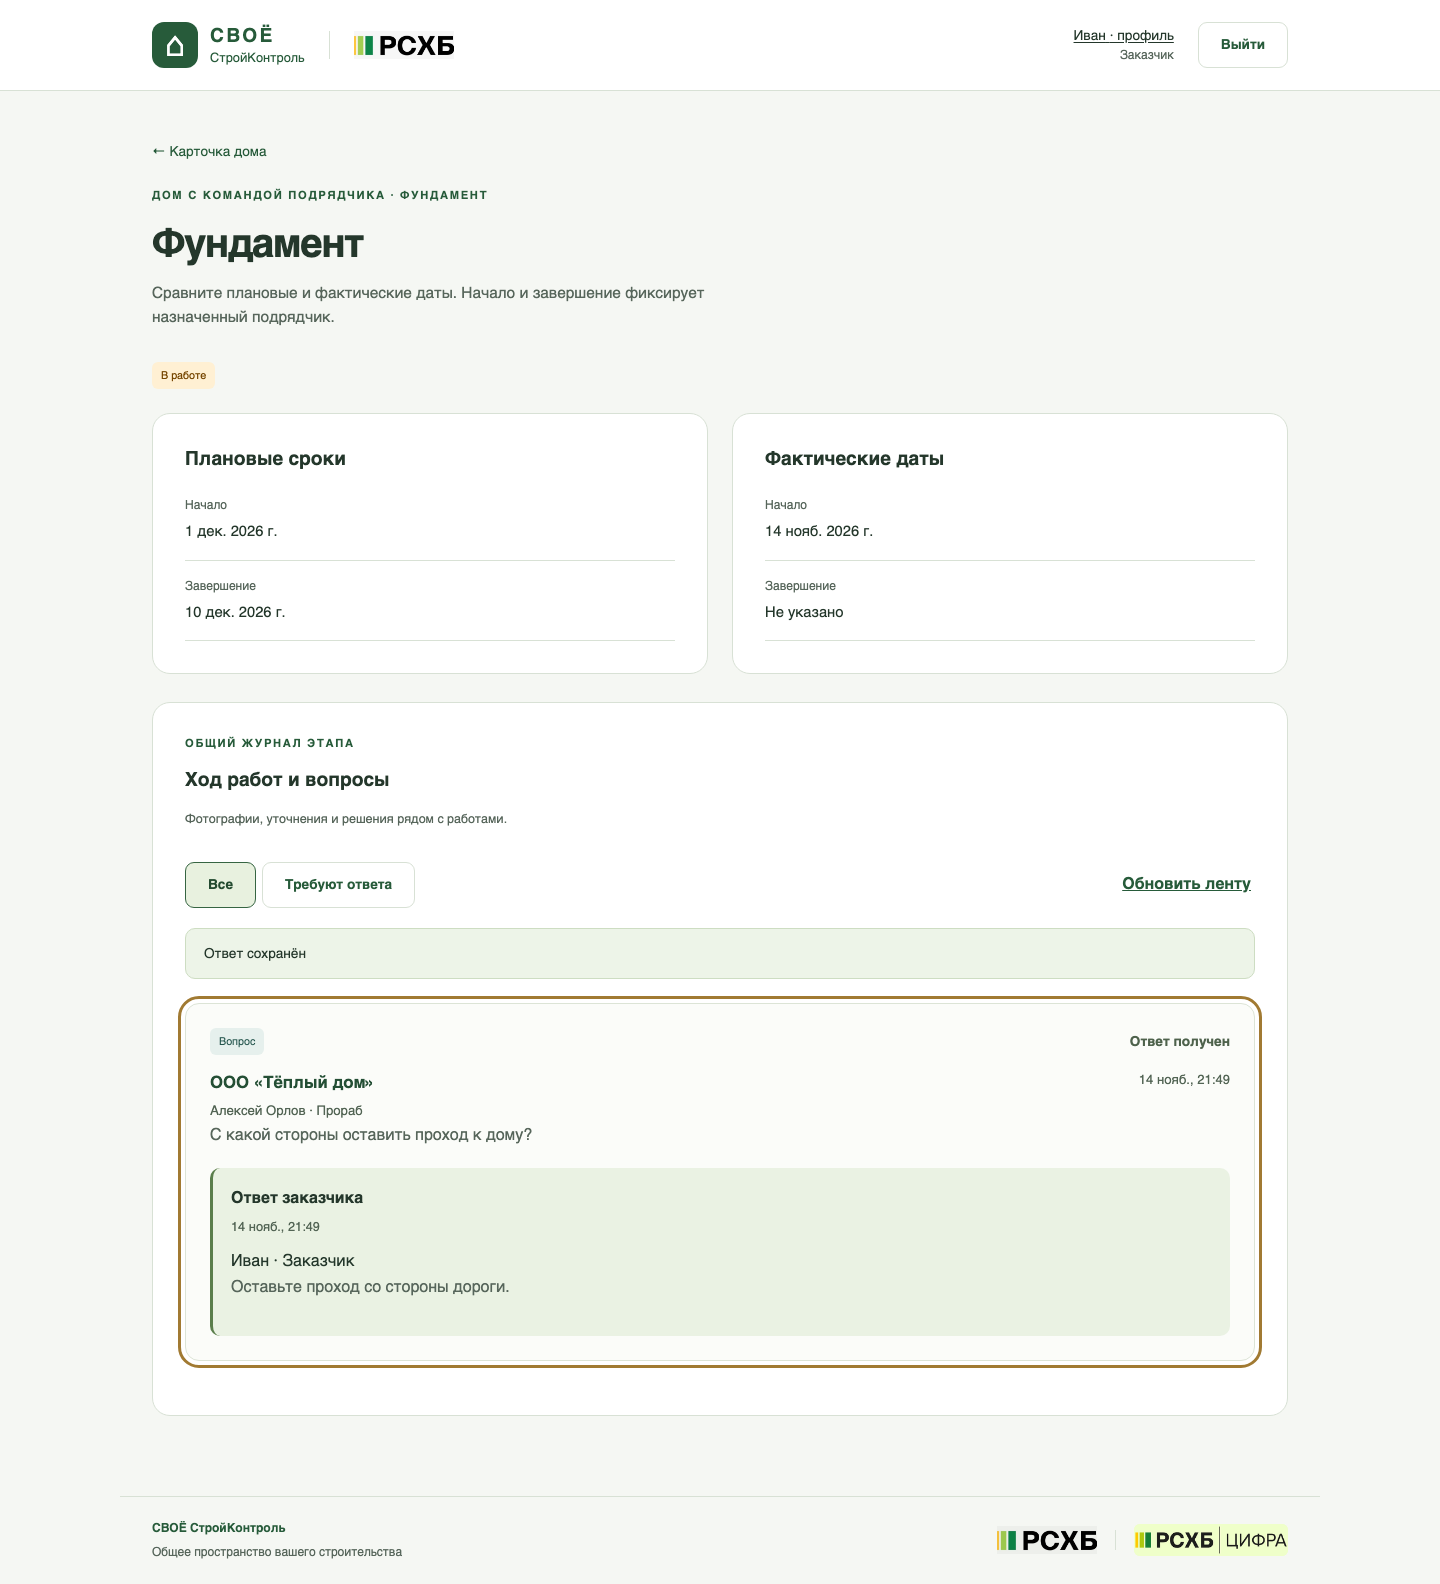 СВОЁ
СтройКонтроль
РСХБ
Иван · профиль
Заказчик
Выйти
← Карточка дома
ДОМ С КОМАНДОЙ ПОДРЯДЧИКА · ФУНДАМЕНТ
Фундамент
Сравните плановые и фактические даты. Начало и завершение фиксирует
назначенный подрядчик.
В работе
Плановые сроки
Начало
1 дек. 2026 г.
Завершение
10 дек. 2026 г.
Фактические даты
Начало
14 нояб. 2026 г.
Завершение
Не указано
ОБЩИЙ ЖУРНАЛ ЭТАПА
Ход работ и вопросы
Фотографии, уточнения и решения рядом с работами.
Все
Требуют ответа
Обновить ленту
Ответ сохранён
Вопрос
Ответ получен
ООО «Тёплый дом»
14 нояб., 21:49
Алексей Орлов · Прораб
С какой стороны оставить проход к дому?
Ответ заказчика
14 нояб., 21:49
Иван · Заказчик
Оставьте проход со стороны дороги.
СВОЁ СтройКонтроль
Общее пространство вашего строительства
РСХБ
РСХБ ЦИФРА